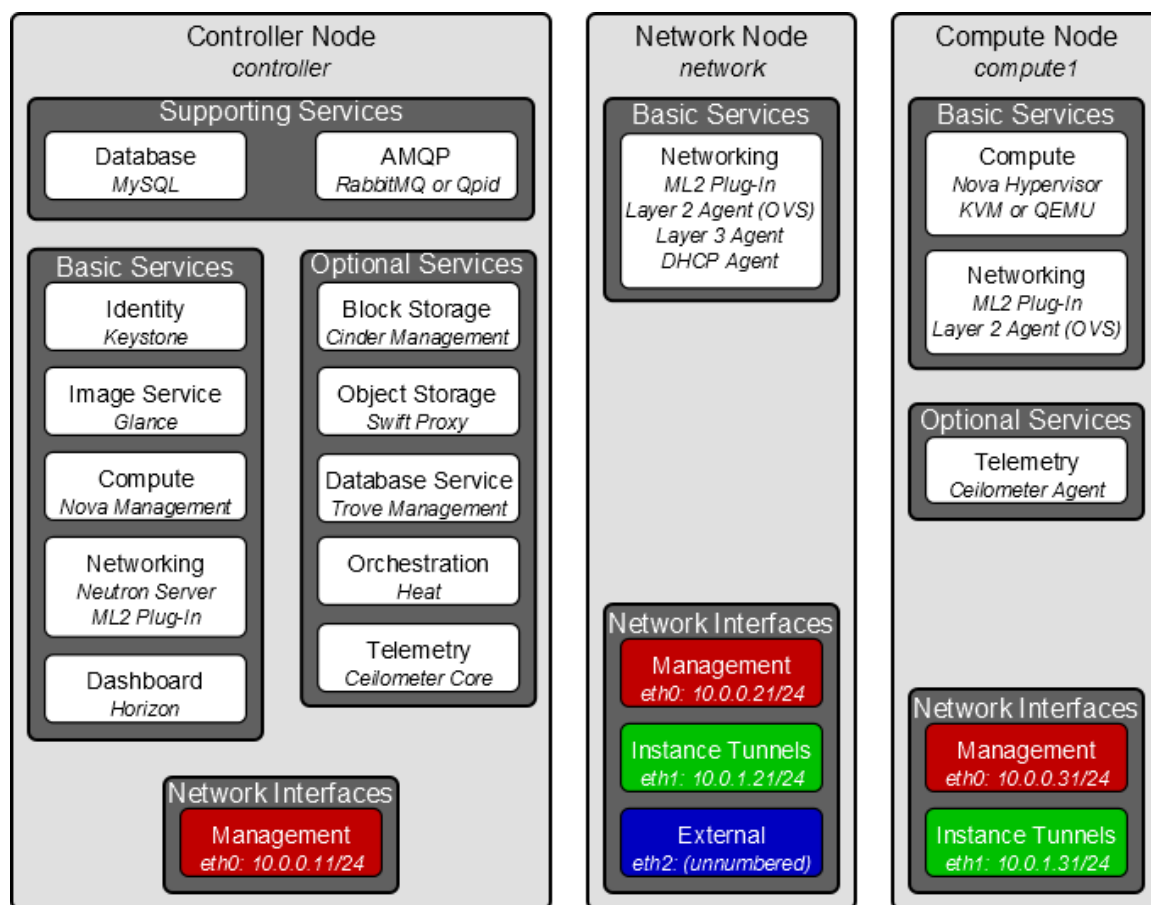 Controller Node
controller
Supporting Services
Database
MySQL
AMQP
RabbitMQ or Qpid
Basic Services
Identity
Keystone
Image Service
Glance
Compute
Nova Management
Networking
Neutron Server
ML2 Plug-In
Dashboard
Horizon
Optional Services
Block Storage
Cinder Management
Object Storage
Swift Proxy
Database Service
Trove Management
Orchestration
Heat
Telemetry
Ceilometer Core
Network Interfaces
Management
eth0: 10.0.0.11/24
Network Node
network
Basic Services
Networking
ML2 Plug-In
Layer 2 Agent (OVS)
Layer 3 Agent
DHCP Agent
Network Interfaces
Management
eth0: 10.0.0.21/24
Instance Tunnels
eth1: 10.0.1.21/24
External
eth2: (unnumbered)
Compute Node
compute1
Basic Services
Compute
Nova Hypervisor
KVM or QEMU
Networking
ML2 Plug-In
Layer 2 Agent (OVS)
Optional Services
Telemetry
Ceilometer Agent
Network Interfaces
Management
eth0: 10.0.0.31/24
Instance Tunnels
eth1: 10.0.1.31/24